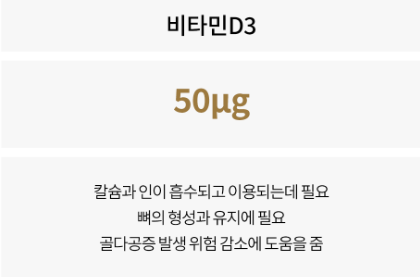 비타민D3
50µg
칼슘과 인이 흡수되고 이용되는데 필요
뼈의 형성과 유지에 필요
골다공증 발생 위험 감소에 도움을 줌